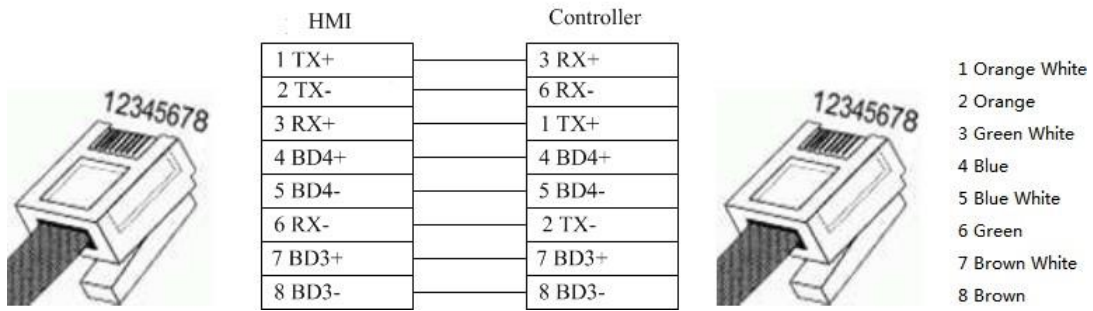 HMI
Controller
1 TX+
3 RX+
2 TX-
6 RX-
3 RX+
1 TX+
4 BD4+
4 BD4+
5 BD4-
5 BD4-
6 RX-
2 TX-
7 BD3+
7 BD3+
8 BD3-
8 BD3-
12345678
12345678
1 Orange White
2 Orange
3 Green White
4 Blue
5 Blue White
6 Green
7 Brown White
8 Brown